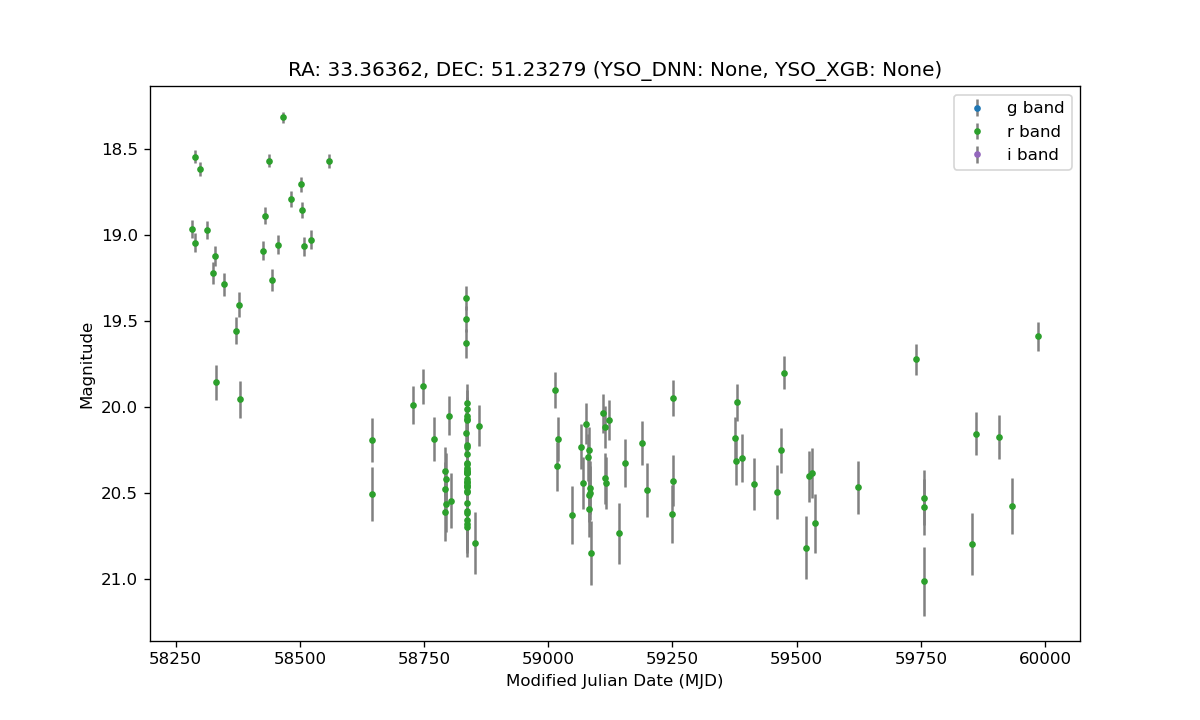 RA: 33.36362, DEC: 51.23279 (YSO_DNN: None, YSO_XGB: None)
g band
r band
i band
18.5
19.0
19.5
20.0
20.5
21.0
Magnitude
58250 58500 58750 59000 59250 59500 59750 60000
Modified Julian Date (MJD)